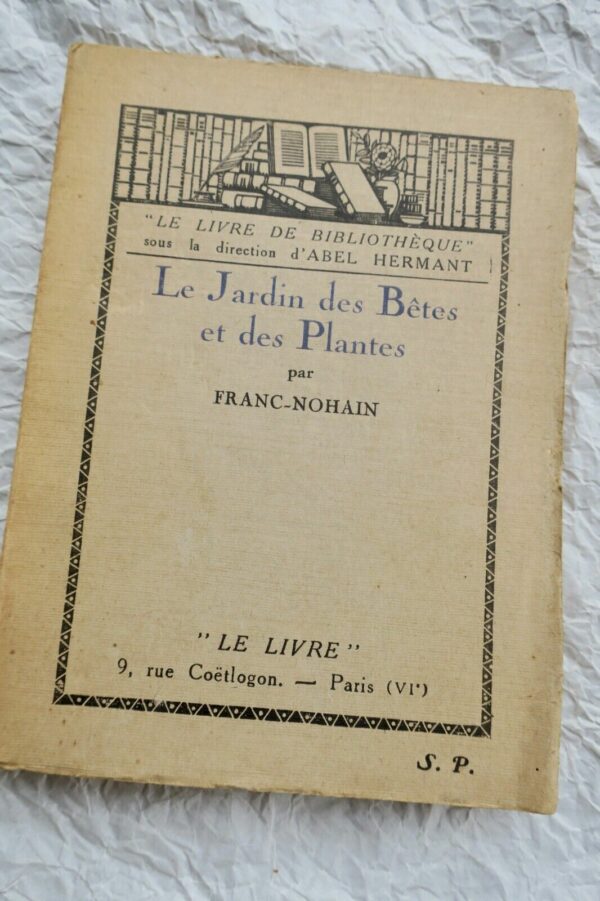 "LE LIVRE DE BIBLIOTHÈQUE"
sous la direction d'ABEL HERMANT
Le Jardin des Bêtes
et des Plantes
par
FRANC-NOHAIN
"LE LIVRE"
9, rue Coëtlogon. — Paris (VIe)
S. P.